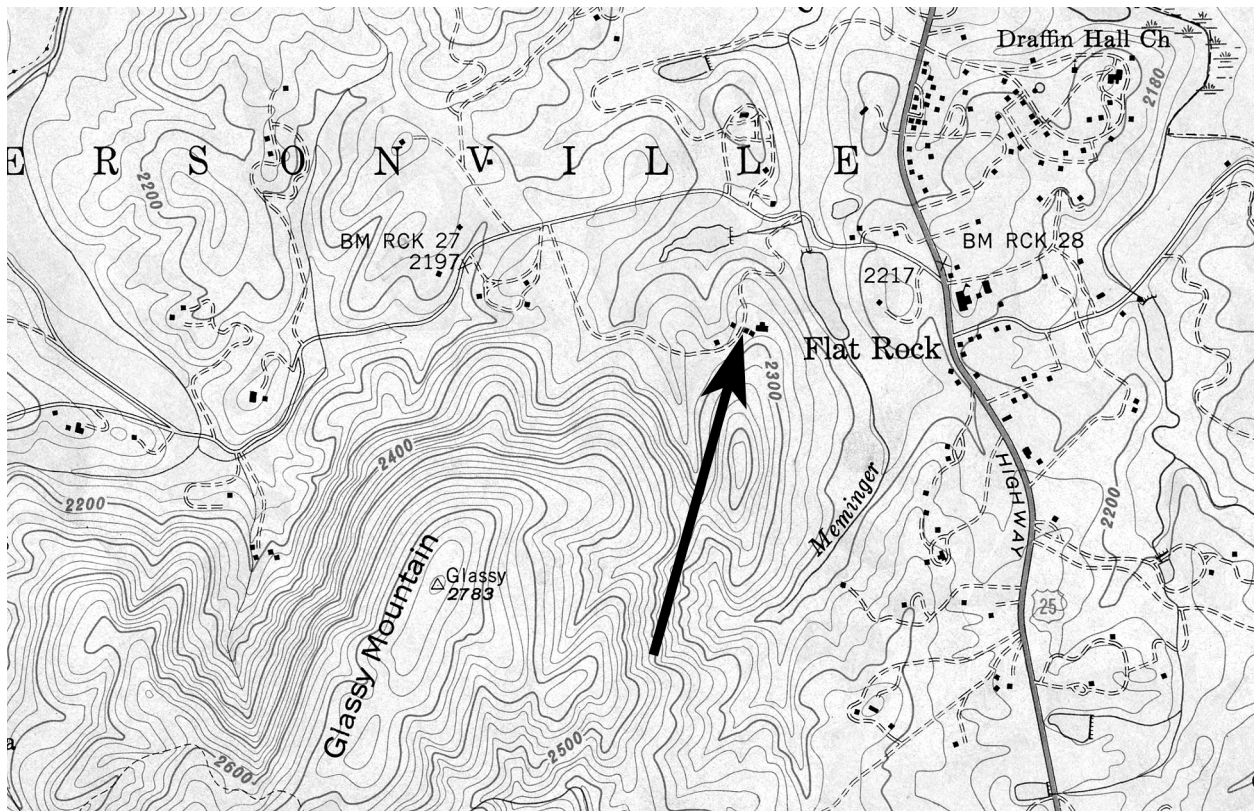 Draffin Hall Ch
2180
E R S O N V I L L E
2200
BM RCK 27
2197
BM RCK 28
2217
Flat Rock
2300
2400
2200
HIGHWAY
2200
Meminger
Glassy
2783
Glassy Mountain
25
2500
2600
a